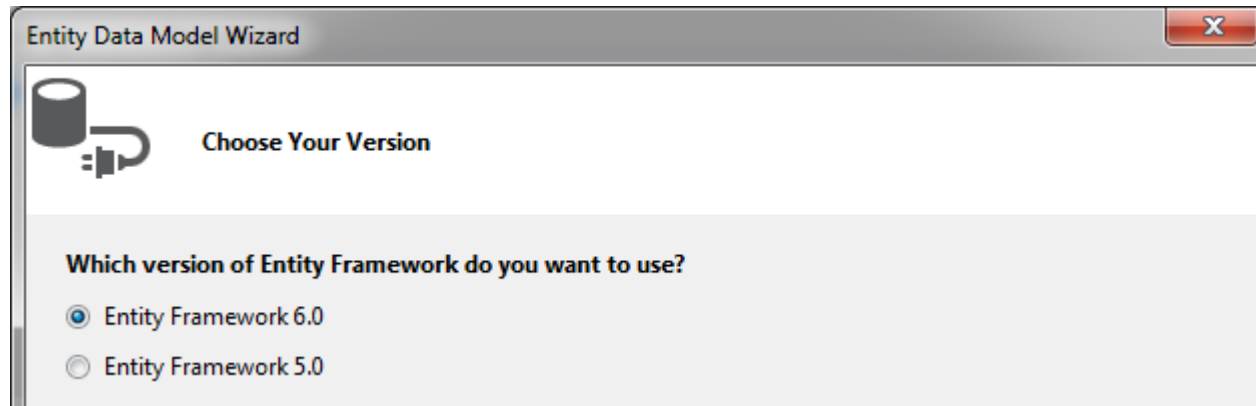 Entity Data Model Wizard
Choose Your Version
Which version of Entity Framework do you want to use?
Entity Framework 6.0
Entity Framework 5.0